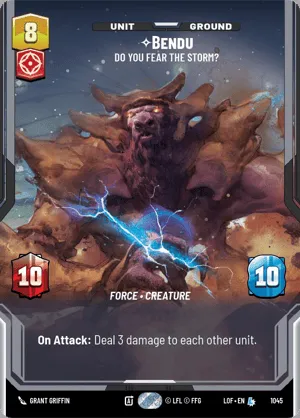 8
UNIT GROUND
BENDU
DO YOU FEAR THE STORM?
10 10
FORCE • CREATURE
On Attack: Deal 3 damage to each other unit.
GRANT GRIFFIN © LFL © FFG LOF • EN 1045